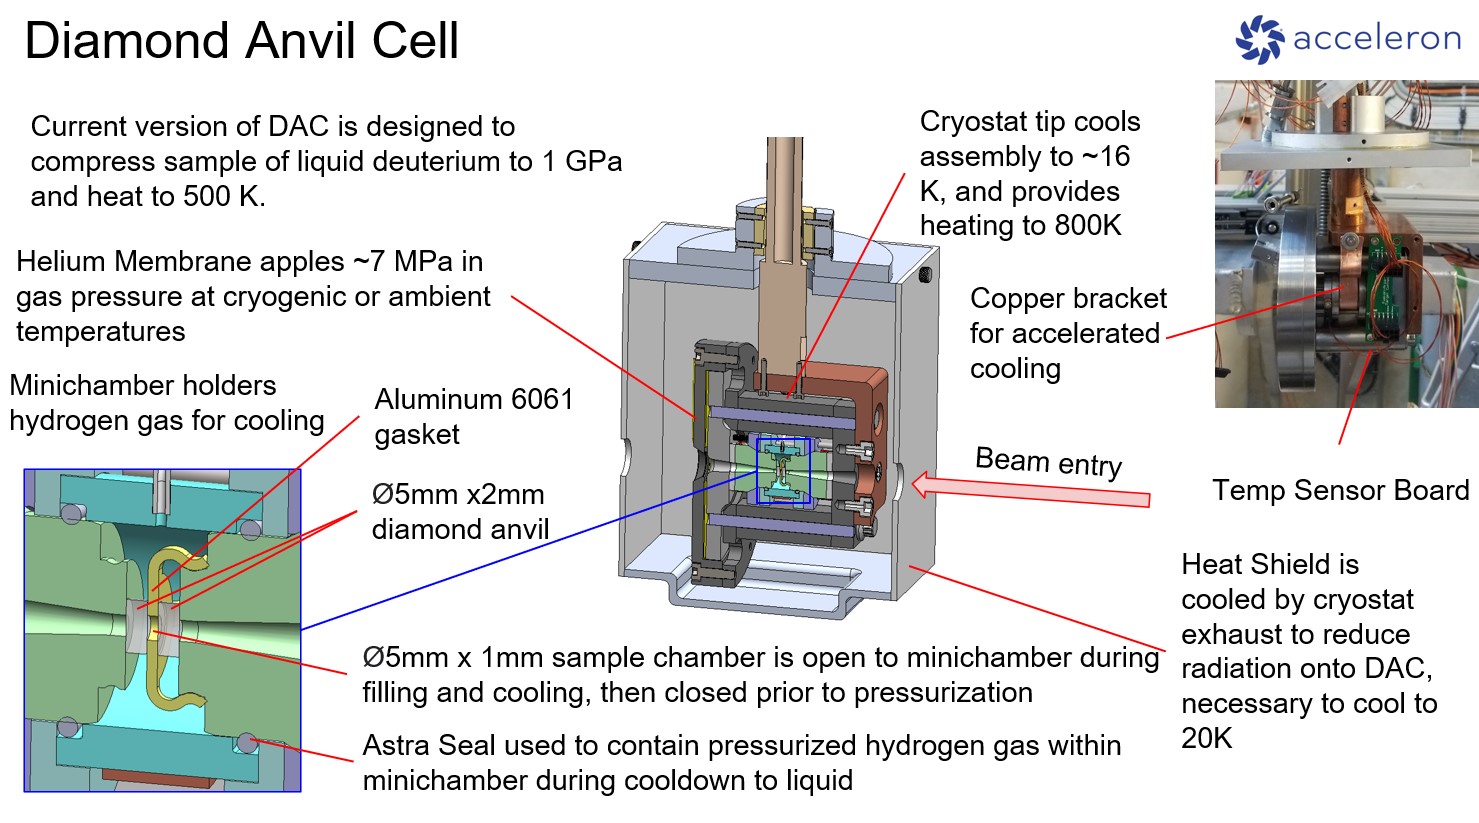 Diamond Anvil Cell
acceleron
Current version of DAC is designed to
compress sample of liquid deuterium to 1 GPa
and heat to 500 K.
Cryostat tip cools
assembly to ~16
K, and provides
heating to 800K
Helium Membrane apples ~7 MPa in
gas pressure at cryogenic or ambient
temperatures
Copper bracket
for accelerated
cooling
Minichamber holders
hydrogen gas for cooling
Aluminum 6061
gasket
Ø5mm x2mm
diamond anvil
Beam entry
Temp Sensor Board
Heat Shield is
cooled by cryostat
exhaust to reduce
radiation onto DAC,
necessary to cool to
20K
Ø5mm x 1mm sample chamber is open to minichamber during
filling and cooling, then closed prior to pressurization
Astra Seal used to contain pressurized hydrogen gas within
minichamber during cooldown to liquid